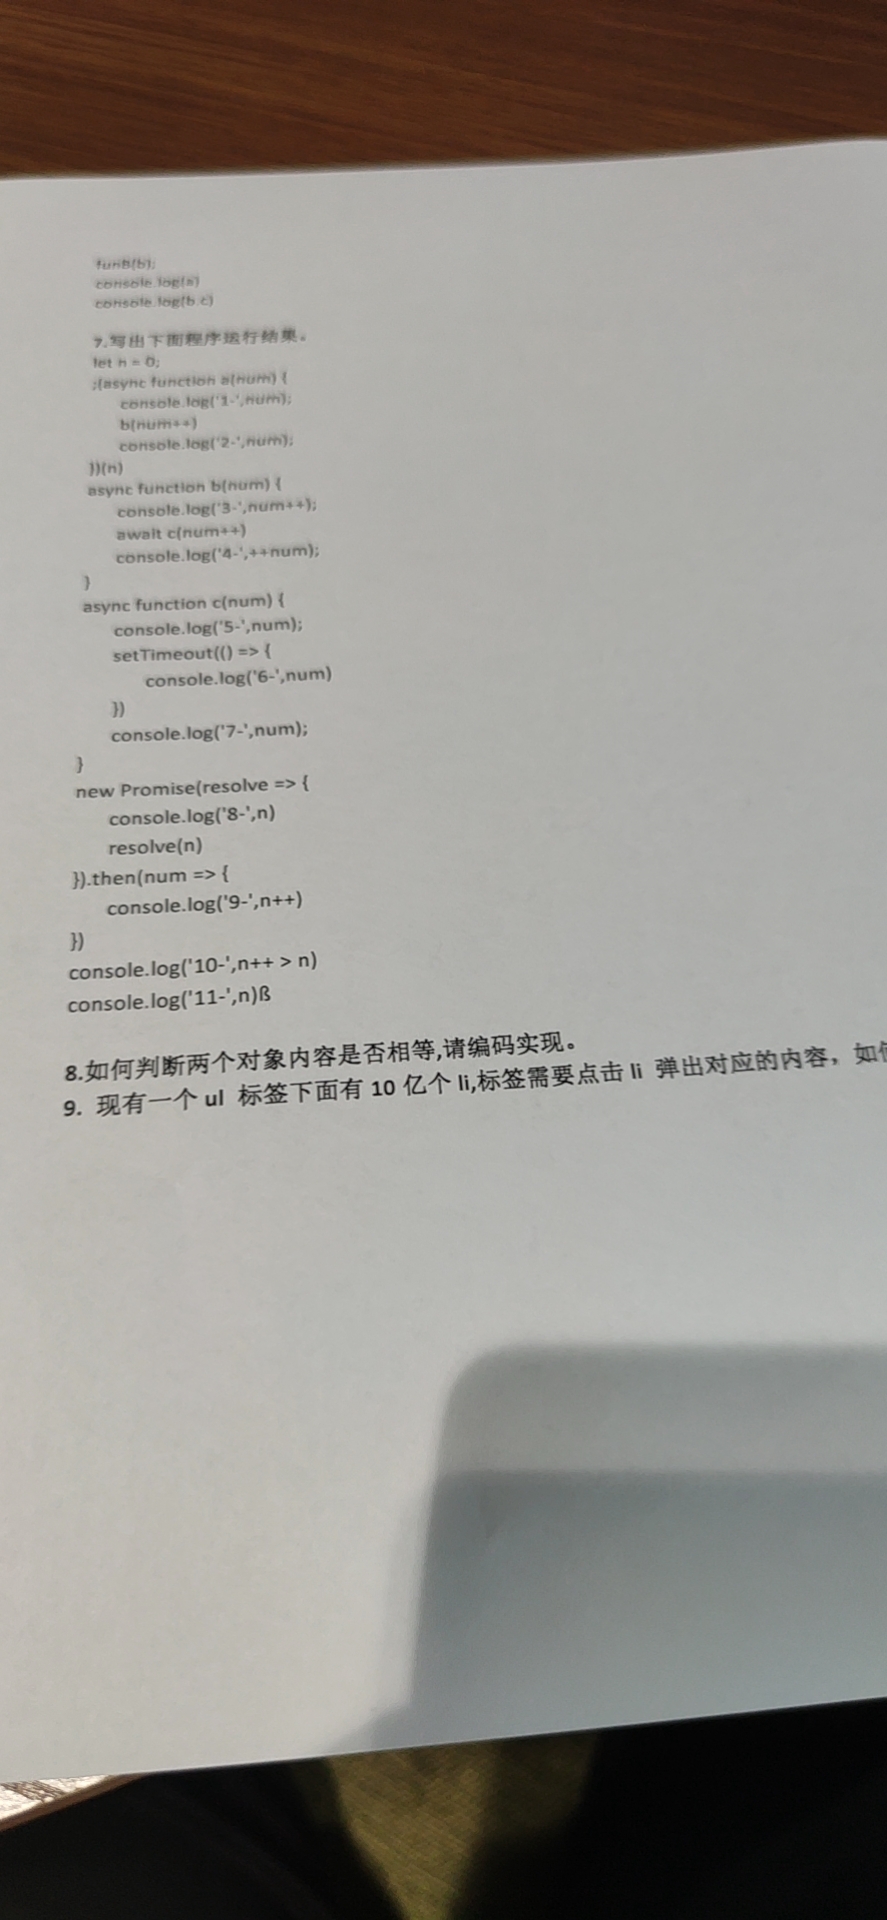 funB(b);
console.log(a)
console.log(b.c)
7.写出下面程序运行结果。
let n = 0;
;(async function a(num) {
console.log('1-',num);
b(num++)
console.log('2-',num);
})(n)
async function b(num) {
console.log('3-',num++);
await c(num++)
console.log('4-',++num);
}
async function c(num) {
console.log('5-',num);
setTimeout(() => {
console.log('6-',num)
})
console.log('7-',num);
}
new Promise(resolve => {
console.log('8-',n)
resolve(n)
}).then(num => {
console.log('9-',n++)
})
console.log('10-',n++ > n)
console.log('11-',n)ß
8.如何判断两个对象内容是否相等,请编码实现。
9. 现有一个 ul 标签下面有 10 亿个 li,标签需要点击 li 弹出对应的内容，如